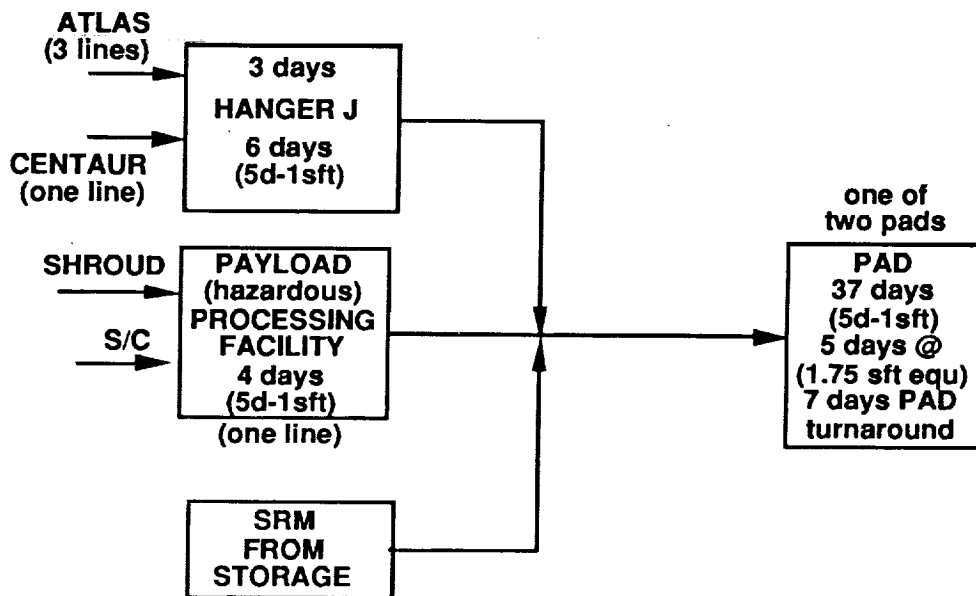 ATLAS
(3 lines)
3 days
HANGER J
6 days
(5d-1sft)
CENTAUR
(one line)
SHROUD
S/C
PAYLOAD
(hazardous)
PROCESSING
FACILITY
4 days
(5d-1sft)
(one line)
SRM
FROM
STORAGE
one of
two pads
PAD
37 days
(5d-1sft)
5 days @
(1.75 sft equ)
7 days PAD
turnaround